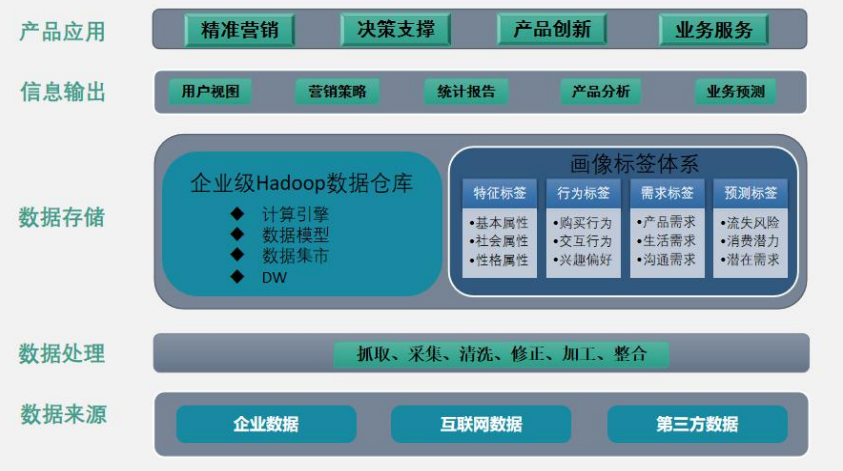 产品应用
精准营销 决策支撑 产品创新 业务服务
信息输出
用户视图 营销策略 统计报告 产品分析 业务预测
数据存储
企业级Hadoop数据仓库
◆ 计算引擎
◆ 数据模型
◆ 数据集市
◆ DW
画像标签体系
特征标签 行为标签 需求标签 预测标签
•基本属性 •购买行为 •产品需求 •流失风险
•社会属性 •交互行为 •生活需求 •消费潜力
•性格属性 •兴趣偏好 •沟通需求 •潜在需求
数据处理
抓取、采集、清洗、修正、加工、整合
数据来源
企业数据 互联网数据 第三方数据